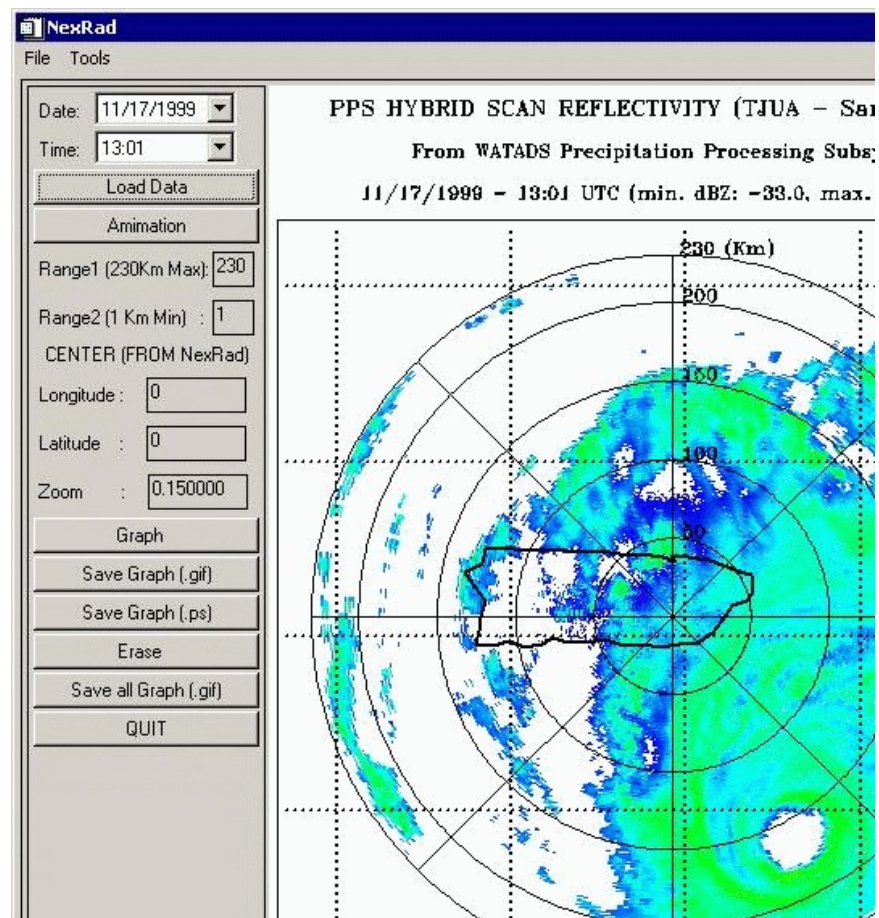 NexRad
File Tools
Date: 11/17/1999
Time: 13:01
Load Data
Amimation
Range1 (230Km Max): 230
Range2 (1 Km Min) : 1
CENTER (FROM NexRad)
Longitude : 0
Latitude : 0
Zoom : 0.150000
Graph
Save Graph (.gif)
Save Graph (.ps)
Erase
Save all Graph (.gif)
QUIT
PPS HYBRID SCAN REFLECTIVITY (TJUA - Sa
From WATADS Precipitation Processing Subs
11/17/1999 - 13:01 UTC (min. dBZ: -33.0, max.
230 (Km)
200
150
100
50